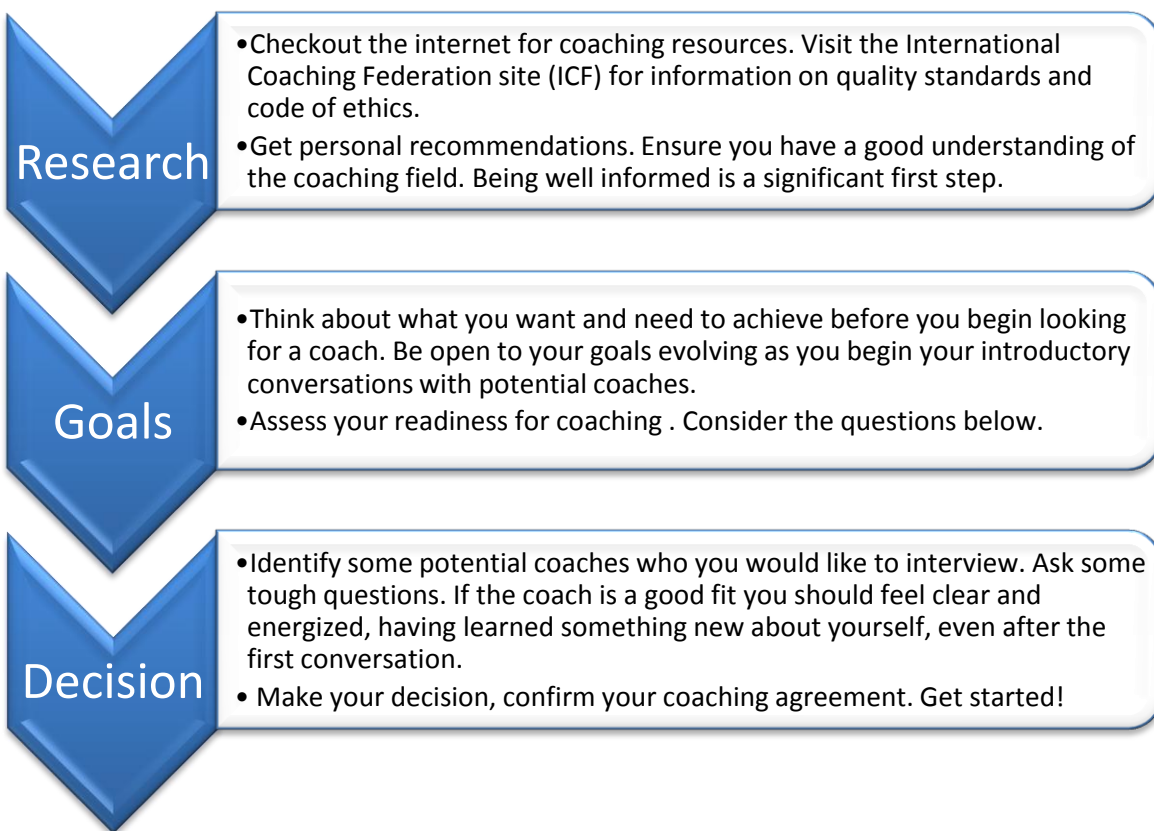 Research
•Checkout the internet for coaching resources. Visit the International
Coaching Federation site (ICF) for information on quality standards and
code of ethics.
•Get personal recommendations. Ensure you have a good understanding of
the coaching field. Being well informed is a significant first step.
Goals
•Think about what you want and need to achieve before you begin looking
for a coach. Be open to your goals evolving as you begin your introductory
conversations with potential coaches.
•Assess your readiness for coaching . Consider the questions below.
Decision
•Identify some potential coaches who you would like to interview. Ask some
tough questions. If the coach is a good fit you should feel clear and
energized, having learned something new about yourself, even after the
first conversation.
• Make your decision, confirm your coaching agreement. Get started!